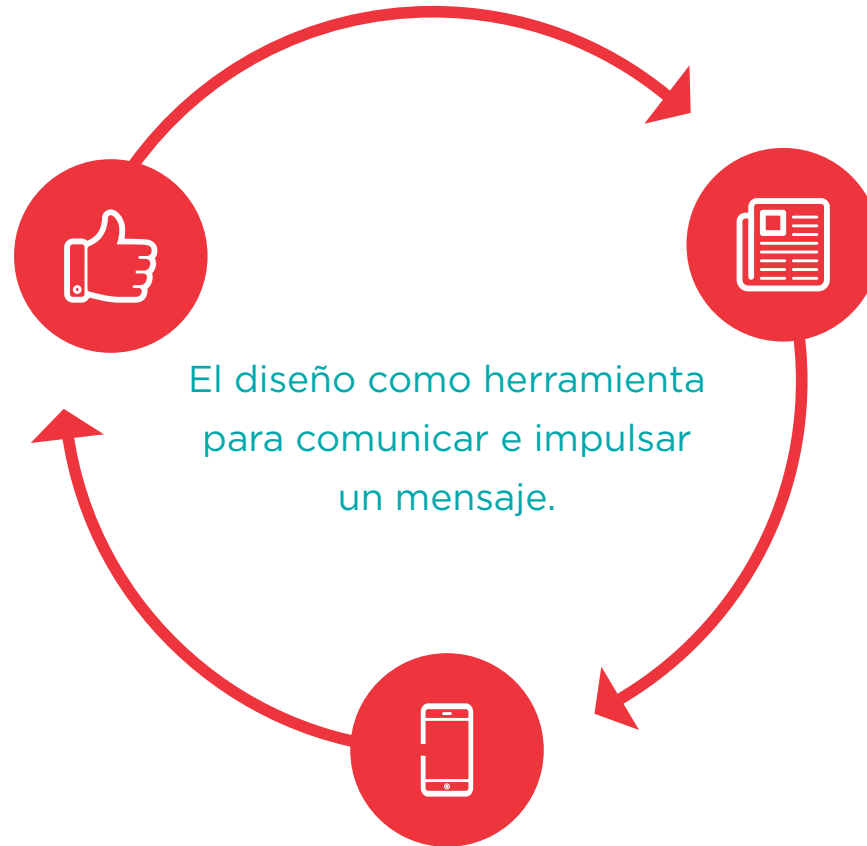 El diseño como herramienta
para comunicar e impulsar
un mensaje.